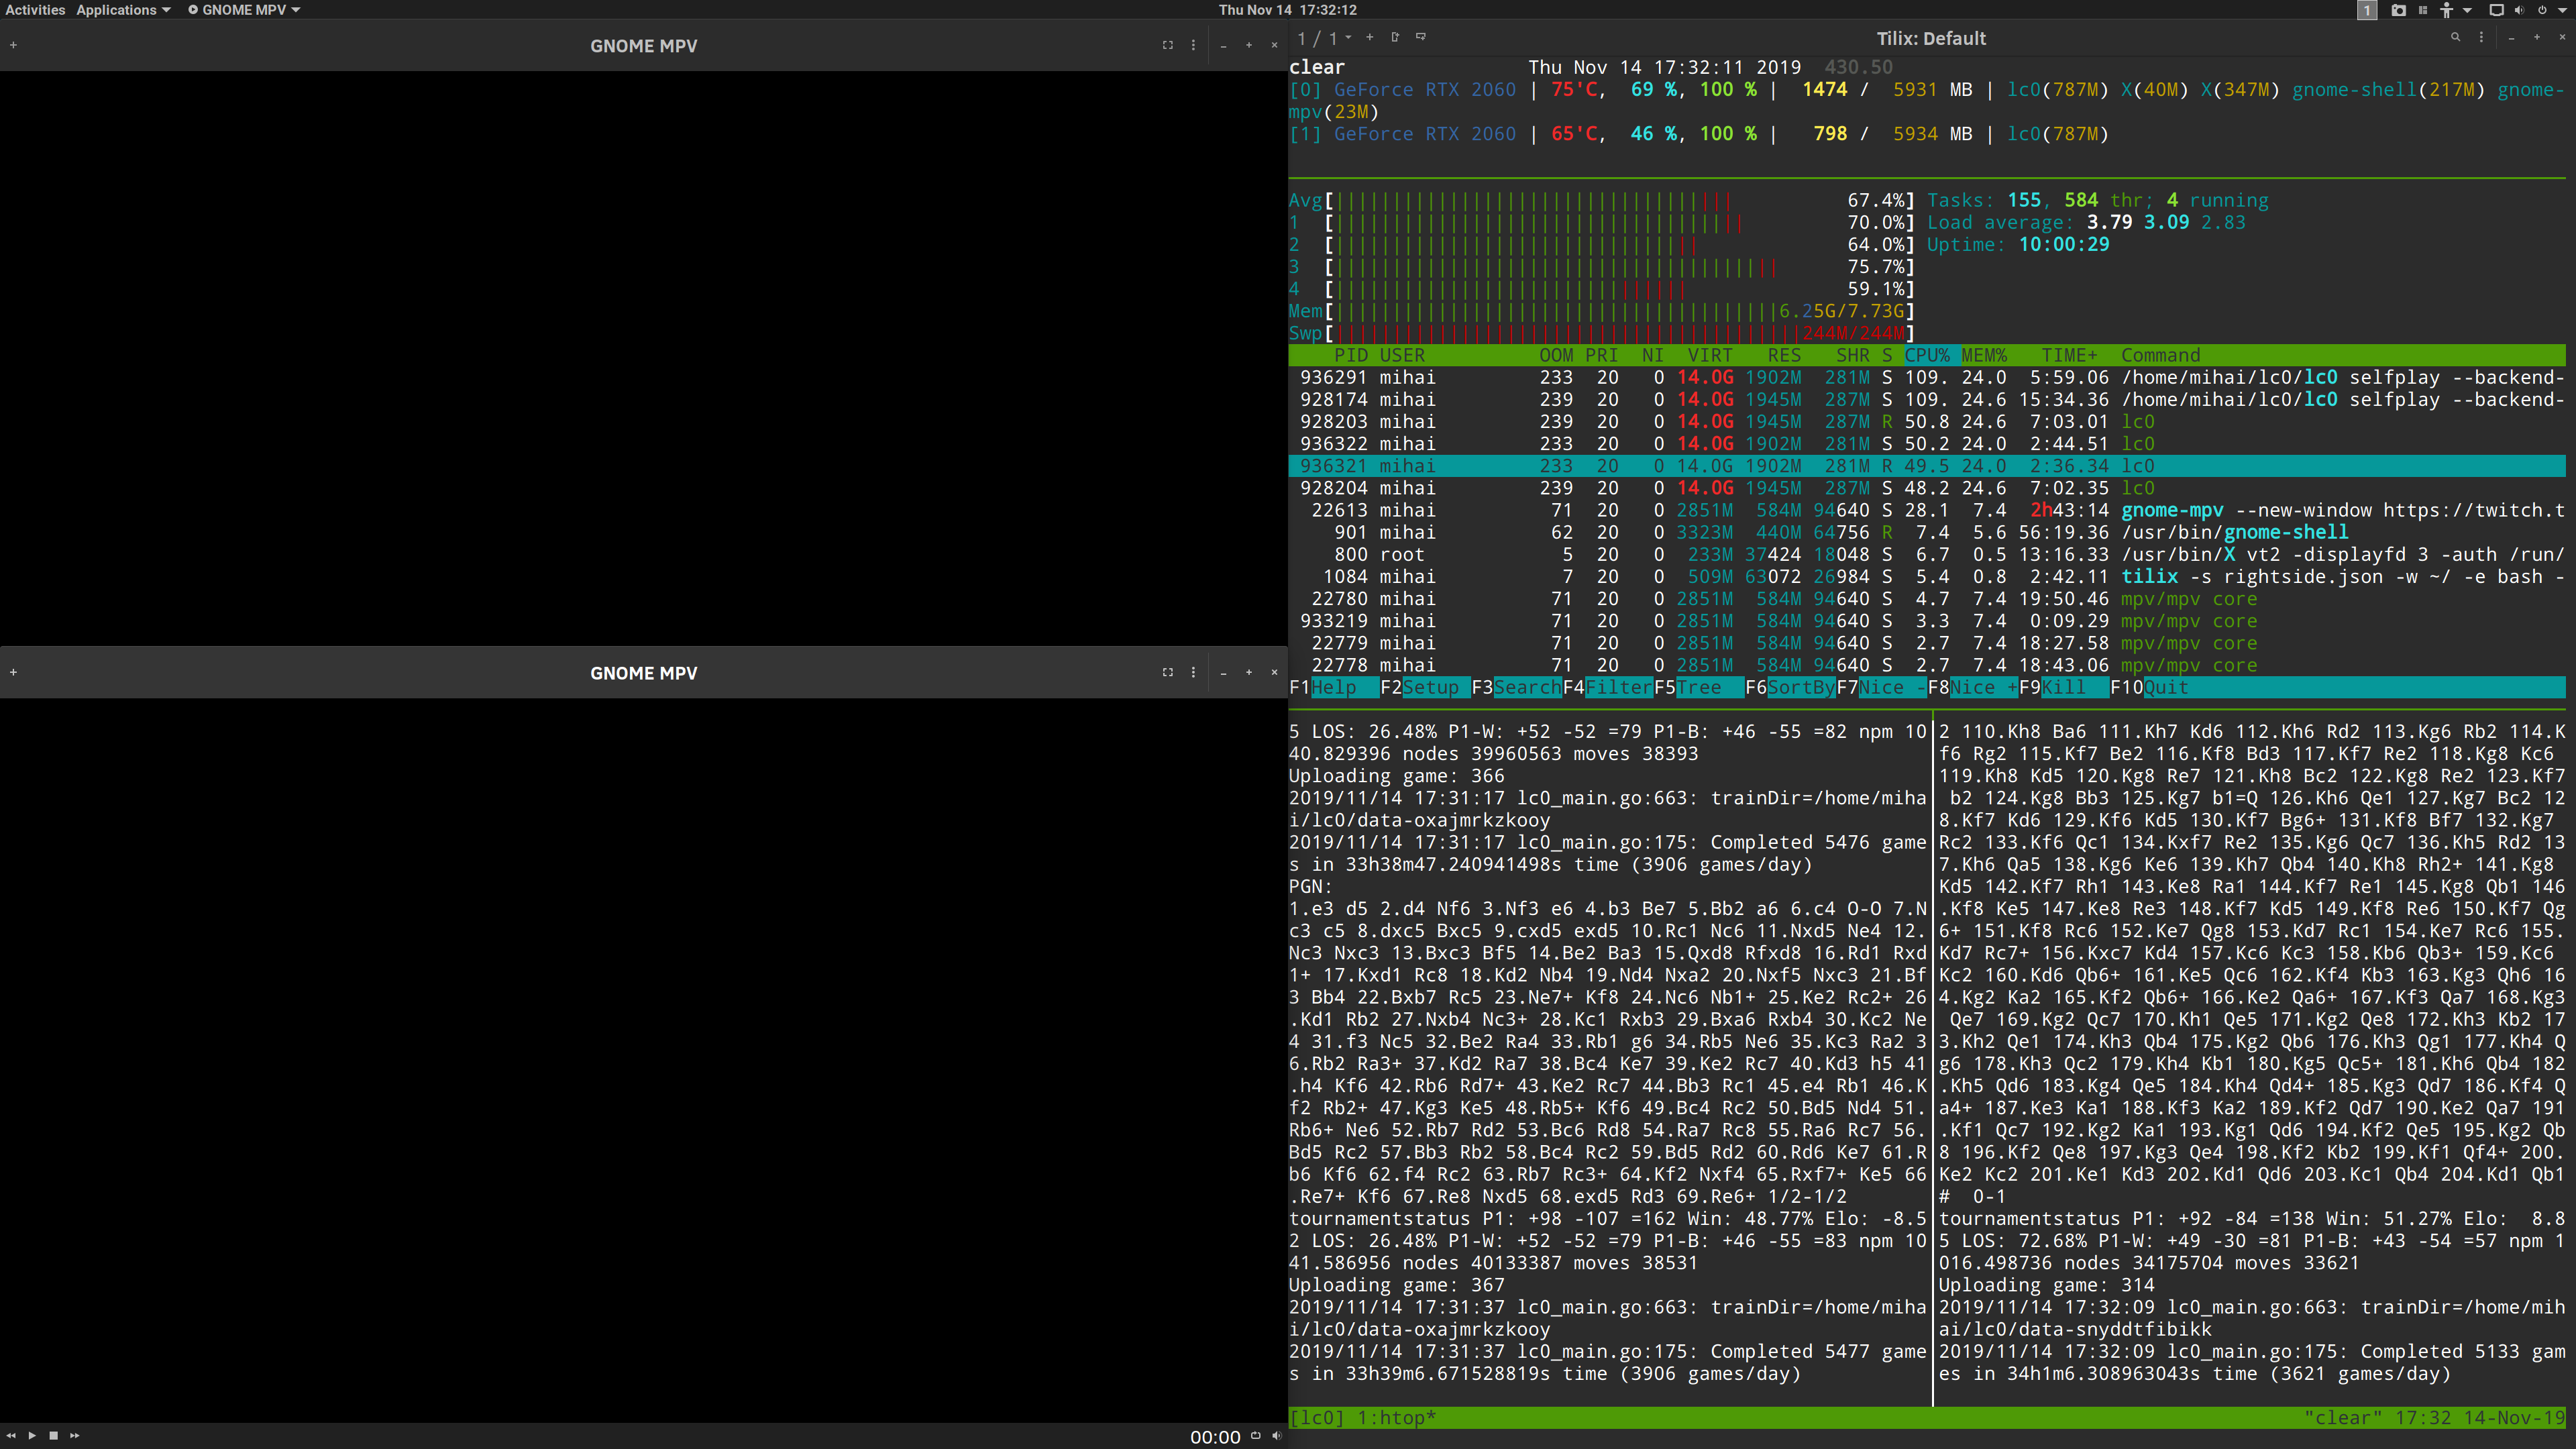 Activities Applications GNOME MPV Thu Nov 14 17:32:12 1
GNOME MPV
GNOME MPV
00:00
1 / 1 Tilix: Default
clear Thu Nov 14 17:32:11 2019 430.50
[0] GeForce RTX 2060 | 75'C, 69 %, 100 % | 1474 / 5931 MB | lc0(787M) X(40M) X(347M) gnome-shell(217M) gnome-
mpv(23M)
[1] GeForce RTX 2060 | 65'C, 46 %, 100 % | 798 / 5934 MB | lc0(787M)
Avg[ 67.4%] Tasks: 155, 584 thr; 4 running
1 [ 70.0%] Load average: 3.79 3.09 2.83
2 [ 64.0%] Uptime: 10:00:29
3 [ 75.7%]
4 [ 59.1%]
Mem[ 6.25G/7.73G]
Swp[ 244M/244M]
PID USER OOM PRI NI VIRT RES SHR S CPU% MEM% TIME+ Command
936291 mihai 233 20 0 14.0G 1902M 281M S 109. 24.0 5:59.06 /home/mihai/lc0/lc0 selfplay --backend-
928174 mihai 239 20 0 14.0G 1945M 287M S 109. 24.6 15:34.36 /home/mihai/lc0/lc0 selfplay --backend-
928203 mihai 239 20 0 14.0G 1945M 287M R 50.8 24.6 7:03.01 lc0
936322 mihai 233 20 0 14.0G 1902M 281M S 50.2 24.0 2:44.51 lc0
936321 mihai 233 20 0 14.0G 1902M 281M R 49.5 24.0 2:36.34 lc0
928204 mihai 239 20 0 14.0G 1945M 287M S 48.2 24.6 7:02.35 lc0
22613 mihai 71 20 0 2851M 584M 94640 S 28.1 7.4 2h43:14 gnome-mpv --new-window https://twitch.t
901 mihai 62 20 0 3323M 440M 64756 R 7.4 5.6 56:19.36 /usr/bin/gnome-shell
800 root 5 20 0 233M 37424 18048 S 6.7 0.5 13:16.33 /usr/bin/X vt2 -displayfd 3 -auth /run/
1084 mihai 7 20 0 509M 63072 26984 S 5.4 0.8 2:42.11 tilix -s rightside.json -w ~/ -e bash -
22780 mihai 71 20 0 2851M 584M 94640 S 4.7 7.4 19:50.46 mpv/mpv core
933219 mihai 71 20 0 2851M 584M 94640 S 3.3 7.4 0:09.29 mpv/mpv core
22779 mihai 71 20 0 2851M 584M 94640 S 2.7 7.4 18:27.58 mpv/mpv core
22778 mihai 71 20 0 2851M 584M 94640 S 2.7 7.4 18:43.06 mpv/mpv core
F1Help F2Setup F3SearchF4FilterF5Tree F6SortByF7Nice -F8Nice +F9Kill F10Quit
5 LOS: 26.48% P1-W: +52 -52 =79 P1-B: +46 -55 =82 npm 10
40.829396 nodes 39960563 moves 38393
Uploading game: 366
2019/11/14 17:31:17 lc0_main.go:663: trainDir=/home/miha
i/lc0/data-oxajmrkzkooy
2019/11/14 17:31:17 lc0_main.go:175: Completed 5476 game
s in 33h38m47.240941498s time (3906 games/day)
PGN:
1.e3 d5 2.d4 Nf6 3.Nf3 e6 4.b3 Be7 5.Bb2 a6 6.c4 O-O 7.N
c3 c5 8.dxc5 Bxc5 9.cxd5 exd5 10.Rc1 Nc6 11.Nxd5 Ne4 12.
Nc3 Nxc3 13.Bxc3 Bf5 14.Be2 Ba3 15.Qxd8 Rfxd8 16.Rd1 Rxd
1+ 17.Kxd1 Rc8 18.Kd2 Nb4 19.Nd4 Nxa2 20.Nxf5 Nxc3 21.Bf
3 Bb4 22.Bxb7 Rc5 23.Ne7+ Kf8 24.Nc6 Nb1+ 25.Ke2 Rc2+ 26
.Kd1 Rb2 27.Nxb4 Nc3+ 28.Kc1 Rxb3 29.Bxa6 Rxb4 30.Kc2 Ne
4 31.f3 Nc5 32.Be2 Ra4 33.Rb1 g6 34.Rb5 Ne6 35.Kc3 Ra2 3
6.Rb2 Ra3+ 37.Kd2 Ra7 38.Bc4 Ke7 39.Ke2 Rc7 40.Kd3 h5 41
.h4 Kf6 42.Rb6 Rd7+ 43.Ke2 Rc7 44.Bb3 Rc1 45.e4 Rb1 46.K
f2 Rb2+ 47.Kg3 Ke5 48.Rb5+ Kf6 49.Bc4 Rc2 50.Bd5 Nd4 51.
Rb6+ Ne6 52.Rb7 Rd2 53.Bc6 Rd8 54.Ra7 Rc8 55.Ra6 Rc7 56.
Bd5 Rc2 57.Bb3 Rb2 58.Bc4 Rc2 59.Bd5 Rd2 60.Rd6 Ke7 61.R
b6 Kf6 62.f4 Rc2 63.Rb7 Rc3+ 64.Kf2 Nxf4 65.Rxf7+ Ke5 66
.Re7+ Kf6 67.Re8 Nxd5 68.exd5 Rd3 69.Re6+ 1/2-1/2
tournamentstatus P1: +98 -107 =162 Win: 48.77% Elo: -8.5
2 LOS: 26.48% P1-W: +52 -52 =79 P1-B: +46 -55 =83 npm 10
41.586956 nodes 40133387 moves 38531
Uploading game: 367
2019/11/14 17:31:37 lc0_main.go:663: trainDir=/home/miha
i/lc0/data-oxajmrkzkooy
2019/11/14 17:31:37 lc0_main.go:175: Completed 5477 game
s in 33h39m6.671528819s time (3906 games/day)
2 110.Kh8 Ba6 111.Kh7 Kd6 112.Kh6 Rd2 113.Kg6 Rb2 114.K
f6 Rg2 115.Kf7 Be2 116.Kf8 Bd3 117.Kf7 Re2 118.Kg8 Kc6
119.Kh8 Kd5 120.Kg8 Re7 121.Kh8 Bc2 122.Kg8 Re2 123.Kf7
b2 124.Kg8 Bb3 125.Kg7 b1=Q 126.Kh6 Qe1 127.Kg7 Bc2 12
8.Kf7 Kd6 129.Kf6 Kd5 130.Kf7 Bg6+ 131.Kf8 Bf7 132.Kg7
Rc2 133.Kf6 Qc1 134.Kxf7 Re2 135.Kg6 Qc7 136.Kh5 Rd2 13
7.Kh6 Qa5 138.Kg6 Ke6 139.Kh7 Qb4 140.Kh8 Rh2+ 141.Kg8
Kd5 142.Kf7 Rh1 143.Ke8 Ra1 144.Kf7 Re1 145.Kg8 Qb1 146
.Kf8 Ke5 147.Ke8 Re3 148.Kf7 Kd5 149.Kf8 Re6 150.Kf7 Qg
6+ 151.Kf8 Rc6 152.Ke7 Qg8 153.Kd7 Rc1 154.Ke7 Rc6 155.
Kd7 Rc7+ 156.Kxc7 Kd4 157.Kc6 Kc3 158.Kb6 Qb3+ 159.Kc6
Kc2 160.Kd6 Qb6+ 161.Ke5 Qc6 162.Kf4 Kb3 163.Kg3 Qh6 16
4.Kg2 Ka2 165.Kf2 Qb6+ 166.Ke2 Qa6+ 167.Kf3 Qa7 168.Kg3
Qe7 169.Kg2 Qc7 170.Kh1 Qe5 171.Kg2 Qe8 172.Kh3 Kb2 17
3.Kh2 Qe1 174.Kh3 Qb4 175.Kg2 Qb6 176.Kh3 Qg1 177.Kh4 Q
g6 178.Kh3 Qc2 179.Kh4 Kb1 180.Kg5 Qc5+ 181.Kh6 Qb4 182
.Kh5 Qd6 183.Kg4 Qe5 184.Kh4 Qd4+ 185.Kg3 Qd7 186.Kf4 Q
a4+ 187.Ke3 Ka1 188.Kf3 Ka2 189.Kf2 Qd7 190.Ke2 Qa7 191
.Kf1 Qc7 192.Kg2 Ka1 193.Kg1 Qd6 194.Kf2 Qe5 195.Kg2 Qb
8 196.Kf2 Qe8 197.Kg3 Qe4 198.Kf2 Kb2 199.Kf1 Qf4+ 200.
Ke2 Kc2 201.Ke1 Kd3 202.Kd1 Qd6 203.Kc1 Qb4 204.Kd1 Qb1
# 0-1
tournamentstatus P1: +92 -84 =138 Win: 51.27% Elo: 8.8
5 LOS: 72.68% P1-W: +49 -30 =81 P1-B: +43 -54 =57 npm 1
016.498736 nodes 34175704 moves 33621
Uploading game: 314
2019/11/14 17:32:09 lc0_main.go:663: trainDir=/home/mih
ai/lc0/data-snyddtfibikk
2019/11/14 17:32:09 lc0_main.go:175: Completed 5133 gam
es in 34h1m6.308963043s time (3621 games/day)
[lc0] 1:htop* "clear" 17:32 14-Nov-19